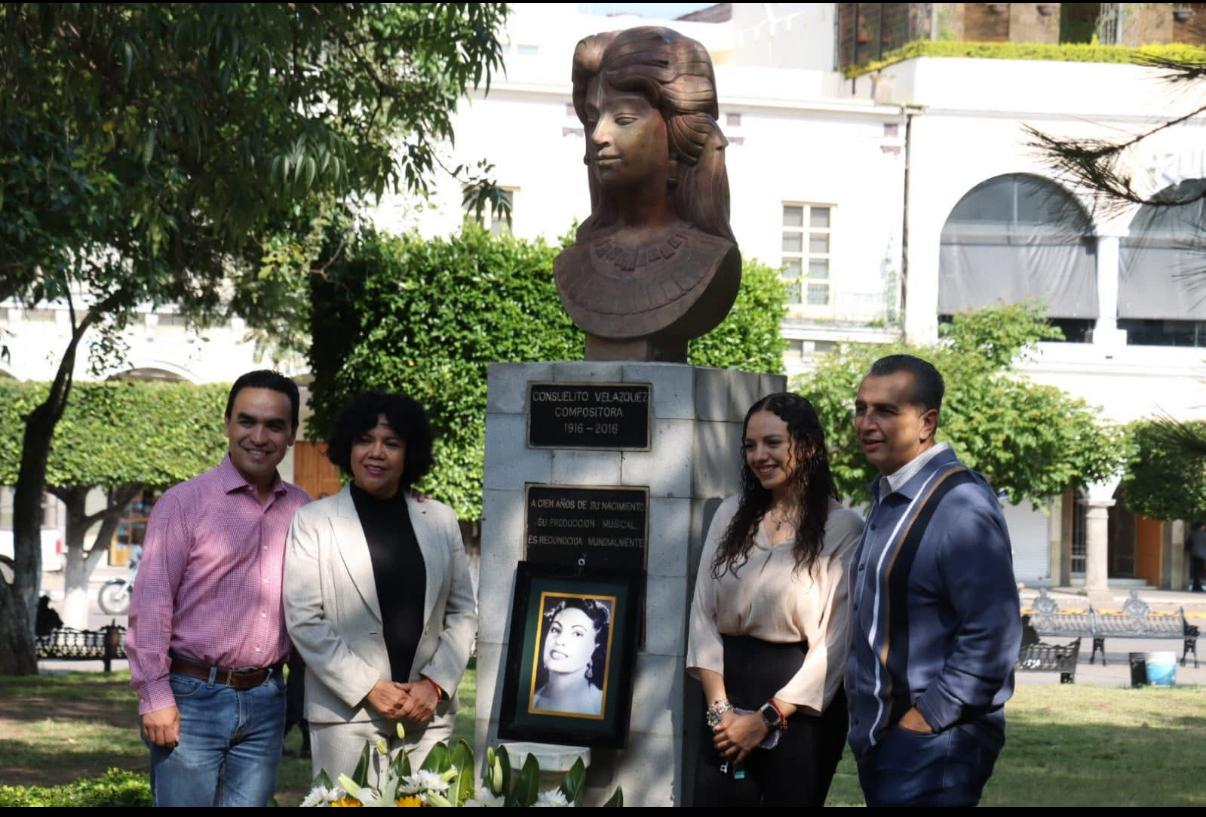 CONSUELITO VELAZQUEZ
COMPOSITORA
1916 - 2016
A CIEN AÑOS DE SU NACIMIENTO
SU PRODUCCION MUSICAL
ES RECONOCIDA MUNDIALMENTE